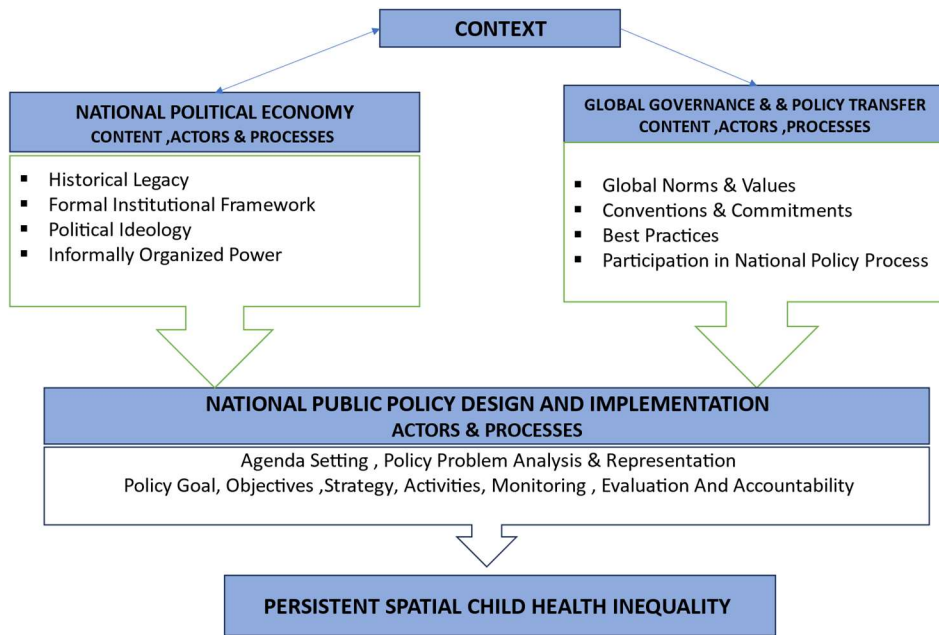 CONTEXT
NATIONAL POLITICAL ECONOMY
CONTENT ,ACTORS & PROCESSES
▪ Historical Legacy
▪ Formal Institutional Framework
▪ Political Ideology
▪ Informally Organized Power
GLOBAL GOVERNANCE & & POLICY TRANSFER
CONTENT ,ACTORS ,PROCESSES
▪ Global Norms & Values
▪ Conventions & Commitments
▪ Best Practices
▪ Participation in National Policy Process
NATIONAL PUBLIC POLICY DESIGN AND IMPLEMENTATION
ACTORS & PROCESSES
Agenda Setting , Policy Problem Analysis & Representation
Policy Goal, Objectives ,Strategy, Activities, Monitoring , Evaluation And Accountability
PERSISTENT SPATIAL CHILD HEALTH INEQUALITY